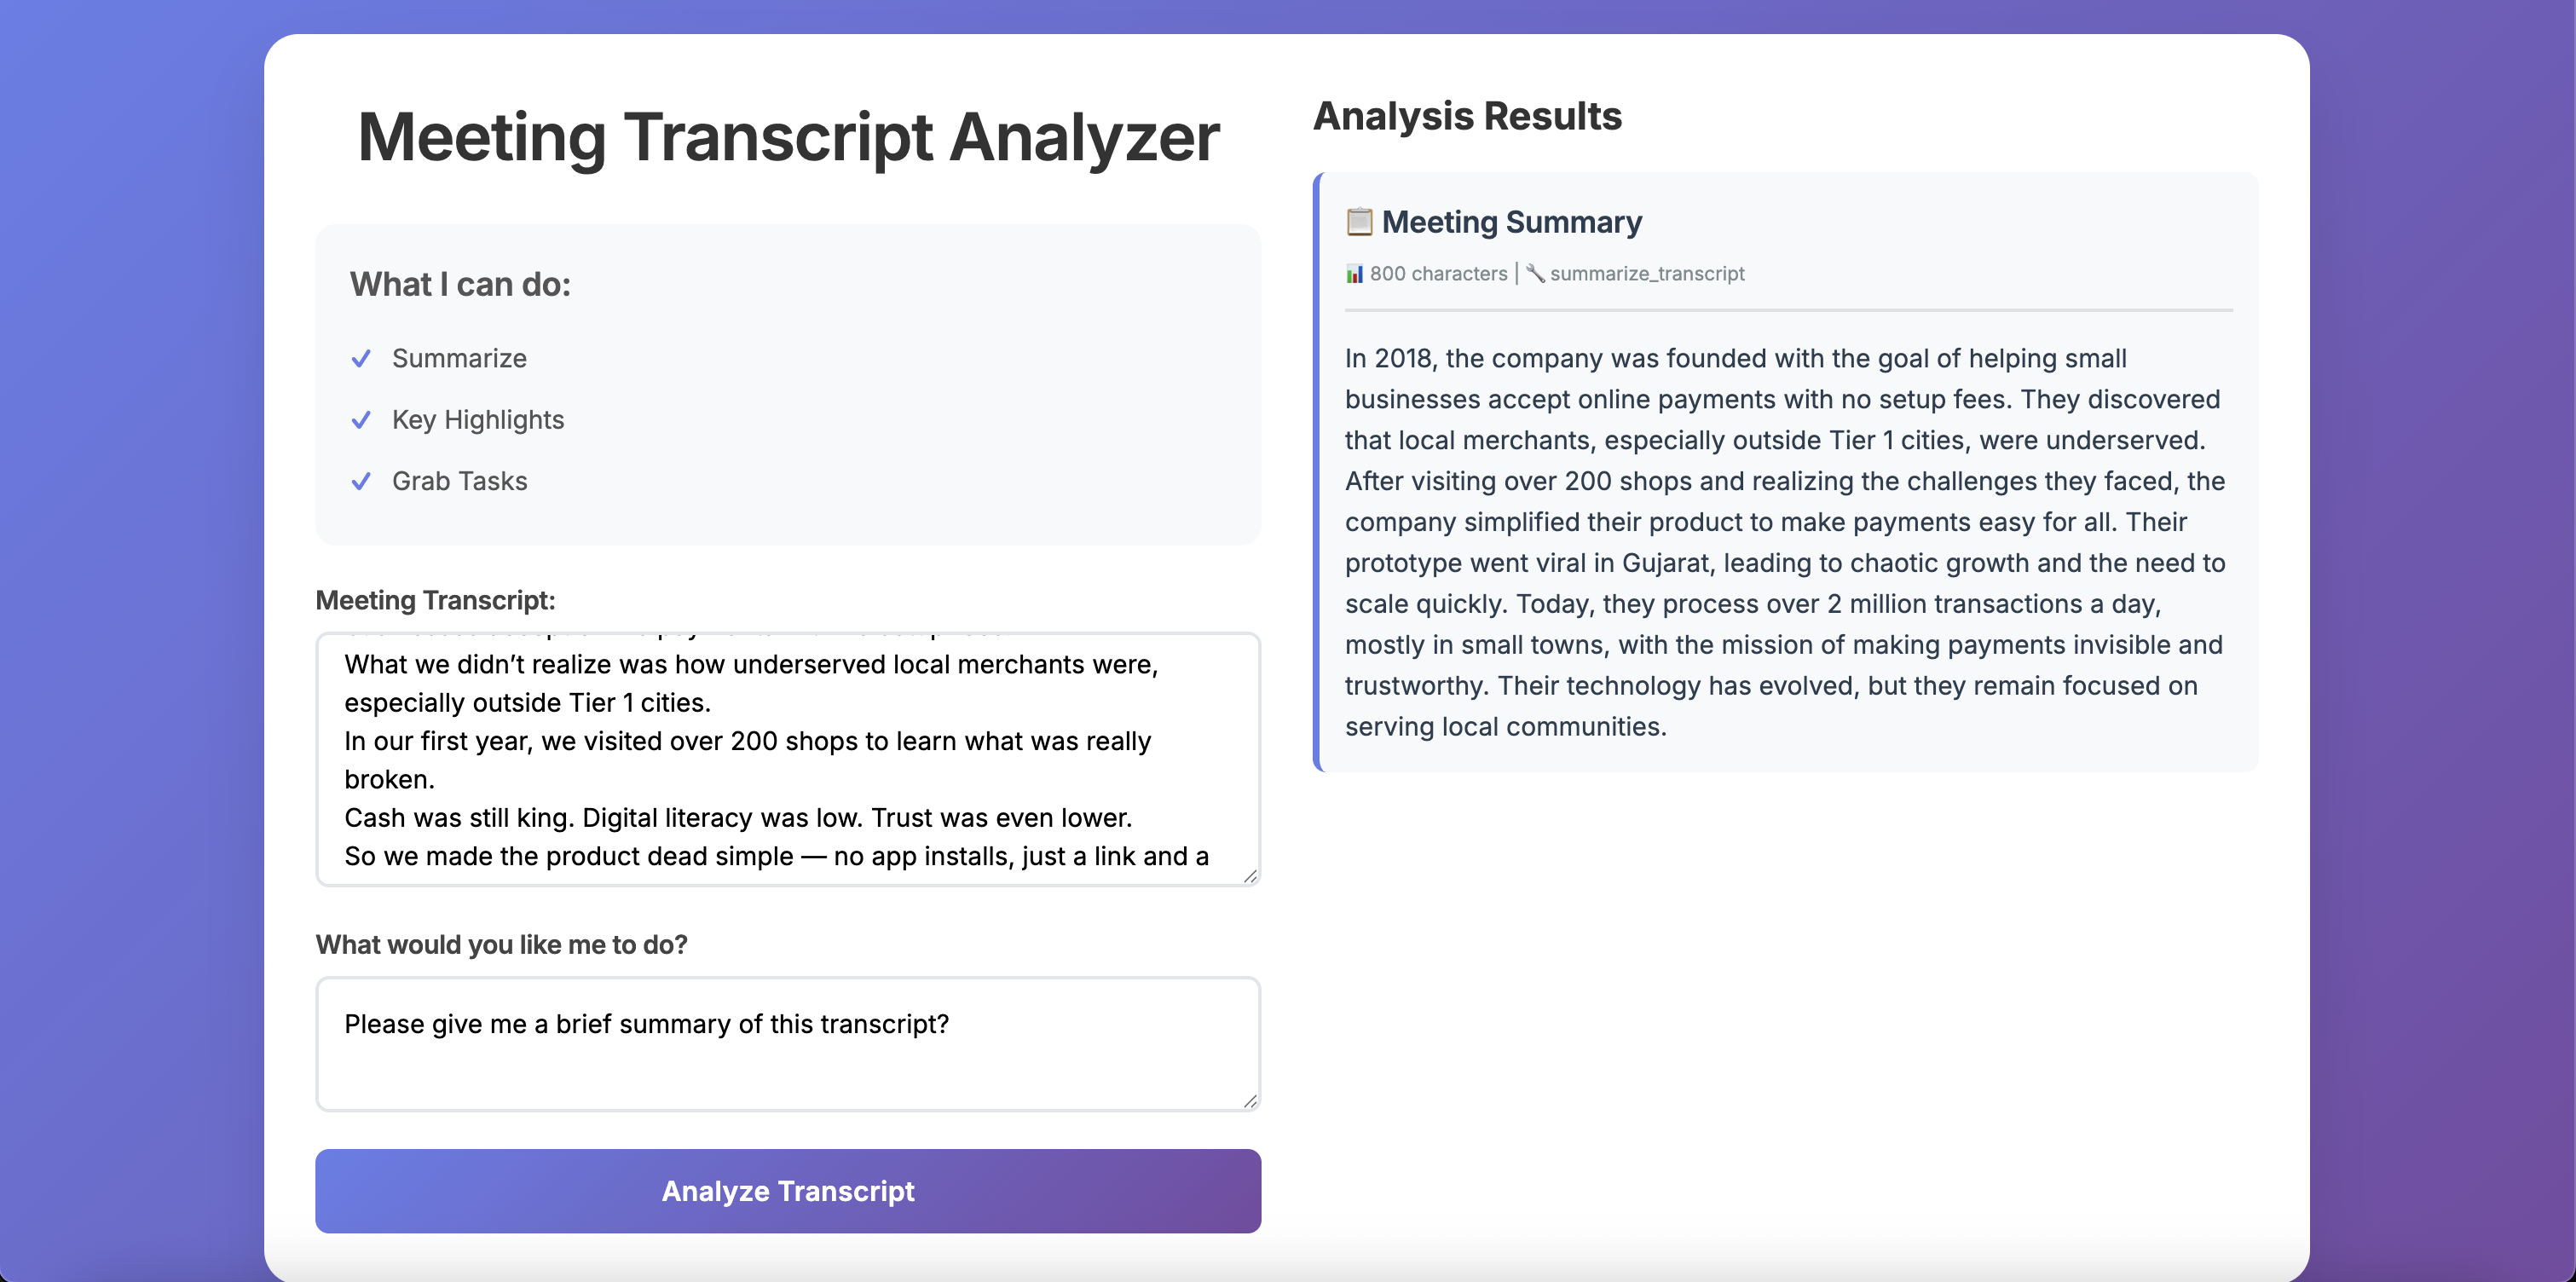 Meeting Transcript Analyzer
What I can do:
Summarize
Key Highlights
Grab Tasks
Meeting Transcript:
What we didn’t realize was how underserved local merchants were,
especially outside Tier 1 cities.
In our first year, we visited over 200 shops to learn what was really
broken.
Cash was still king. Digital literacy was low. Trust was even lower.
So we made the product dead simple — no app installs, just a link and a
What would you like me to do?
Please give me a brief summary of this transcript?
Analyze Transcript
Analysis Results
Meeting Summary
800 characters | summarize_transcript
In 2018, the company was founded with the goal of helping small
businesses accept online payments with no setup fees. They discovered
that local merchants, especially outside Tier 1 cities, were underserved.
After visiting over 200 shops and realizing the challenges they faced, the
company simplified their product to make payments easy for all. Their
prototype went viral in Gujarat, leading to chaotic growth and the need to
scale quickly. Today, they process over 2 million transactions a day,
mostly in small towns, with the mission of making payments invisible and
trustworthy. Their technology has evolved, but they remain focused on
serving local communities.